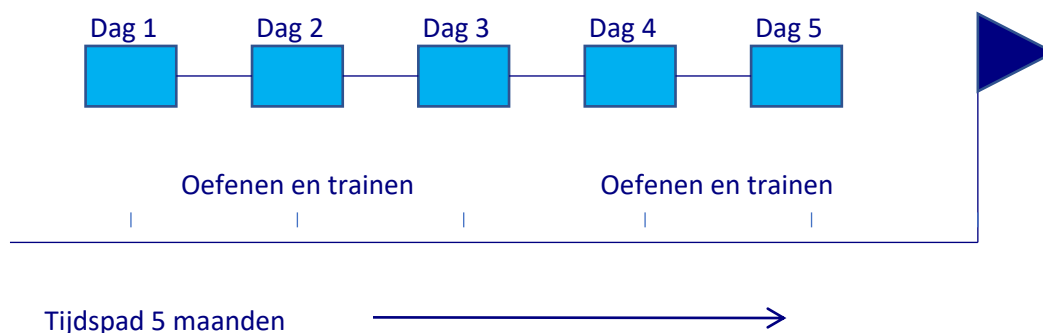 Dag 1 Dag 2 Dag 3 Dag 4 Dag 5
Oefenen en trainen Oefenen en trainen
Tijdspad 5 maanden